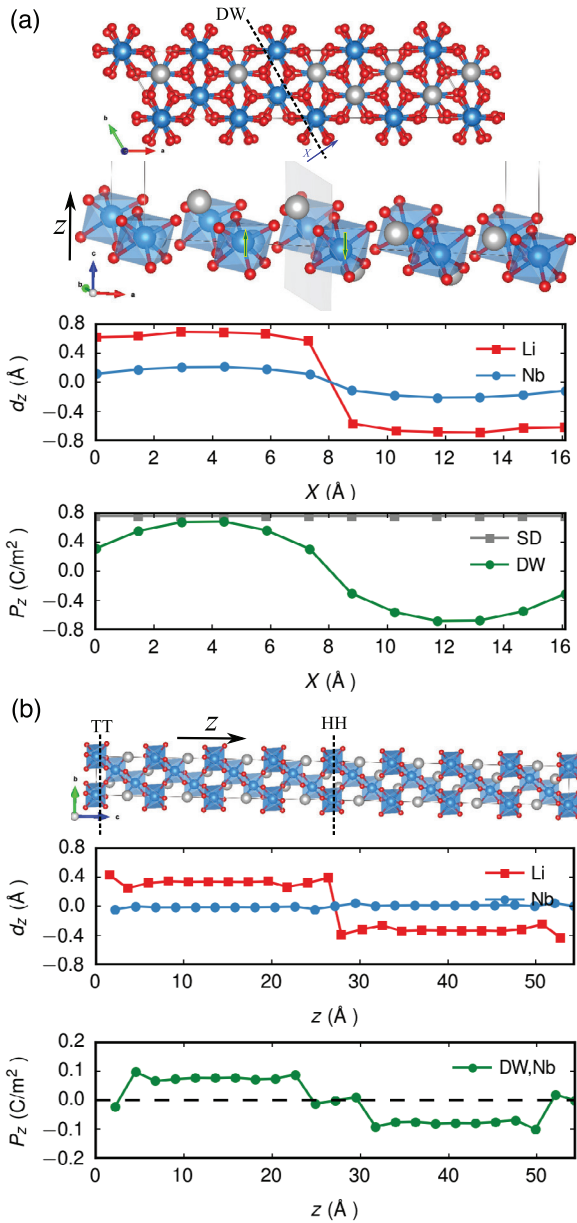 (a)
DW
b
a
X
Z
c
b
a
0.8
0.4
0.0
−0.4
−0.8
d_z (Å)
Li
Nb
0 2 4 6 8 10 12 14 16
X (Å)
0.8
0.4
0.0
−0.4
−0.8
P_z (C/m²)
SD
DW
0 2 4 6 8 10 12 14 16
X (Å)
(b)
TT
Z
HH
b
c
0.8
0.4
0.0
−0.4
−0.8
d_z (Å)
Li
Nb
0 10 20 30 40 50
z (Å)
0.2
0.1
0.0
−0.1
−0.2
P_z (C/m²)
DW,Nb
0 10 20 30 40 50
z (Å)